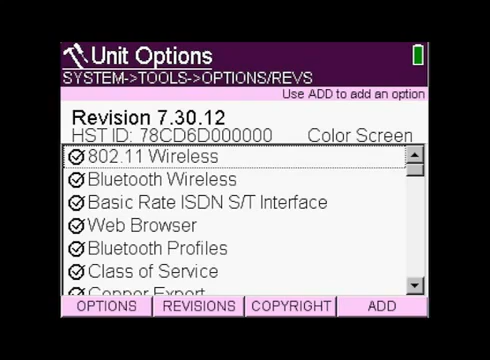 Unit Options
SYSTEM->TOOLS->OPTIONS/REVS
Use ADD to add an option
Revision 7.30.12
HST ID: 78CD6D000000 Color Screen
802.11 Wireless
Bluetooth Wireless
Basic Rate ISDN S/T Interface
Web Browser
Bluetooth Profiles
Class of Service
Copper Expert
OPTIONS REVISIONS COPYRIGHT ADD